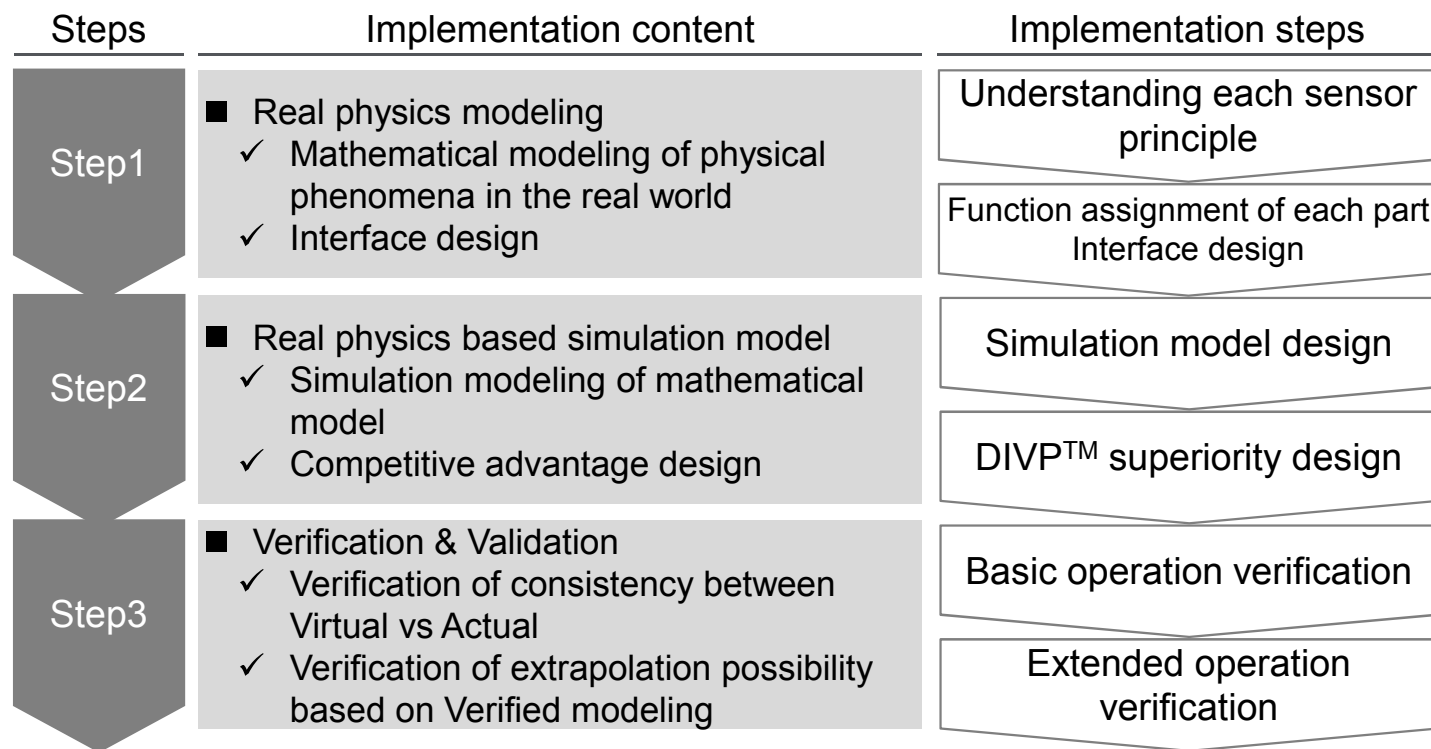 Steps
Implementation content
Implementation steps
Step1
■ Real physics modeling
✓ Mathematical modeling of physical
phenomena in the real world
✓ Interface design
Understanding each sensor
principle
Function assignment of each part
Interface design
Step2
■ Real physics based simulation model
✓ Simulation modeling of mathematical
model
✓ Competitive advantage design
Simulation model design
DIVP™ superiority design
Step3
■ Verification & Validation
✓ Verification of consistency between
Virtual vs Actual
✓ Verification of extrapolation possibility
based on Verified modeling
Basic operation verification
Extended operation
verification